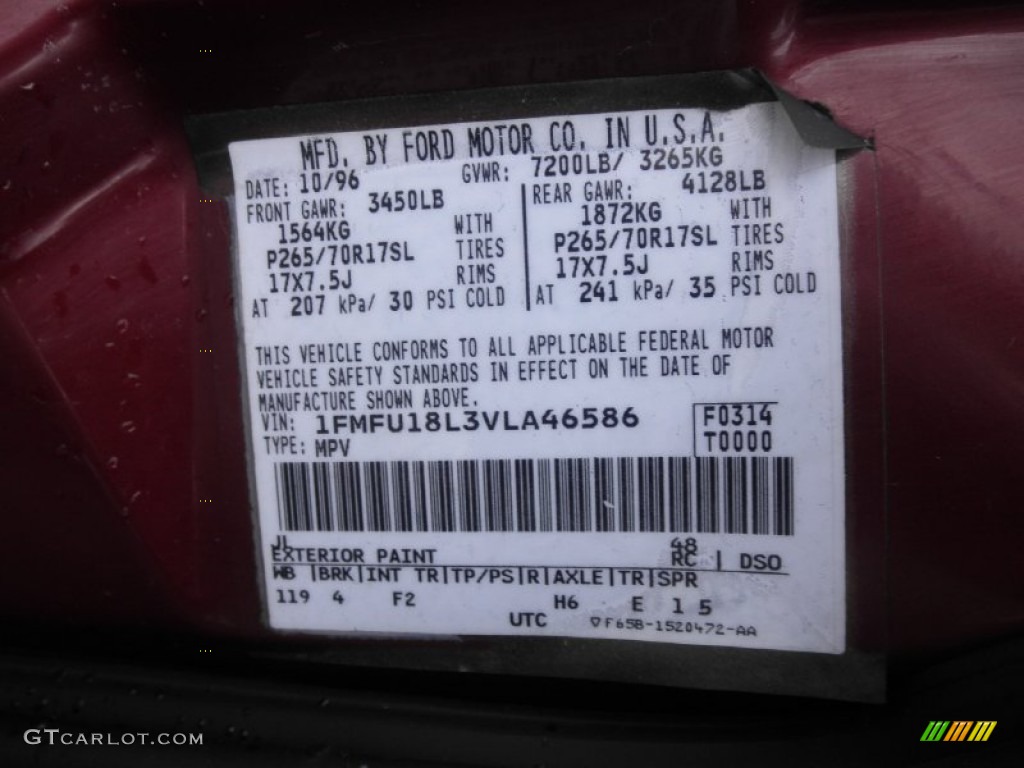 MFD. BY FORD MOTOR CO. IN U.S.A.
DATE: 10/96 GVWR: 7200LB/ 3265KG
FRONT GAWR: 3450LB REAR GAWR: 4128LB
1564KG WITH 1872KG WITH
P265/70R17SL TIRES P265/70R17SL TIRES
17X7.5J RIMS 17X7.5J RIMS
AT 207 kPa/ 30 PSI COLD AT 241 kPa/ 35 PSI COLD
THIS VEHICLE CONFORMS TO ALL APPLICABLE FEDERAL MOTOR
VEHICLE SAFETY STANDARDS IN EFFECT ON THE DATE OF
MANUFACTURE SHOWN ABOVE.
VIN: 1FMFU18L3VLA46586 F0314
TYPE: MPV T0000
JL 48
EXTERIOR PAINT RC | DSO
WB |BRK|INT TR|TP/PS|R|AXLE|TR|SPR
119 4 F2 H6 E 15
UTC ▽F65B-1520472-AA
GTCARLOT.COM